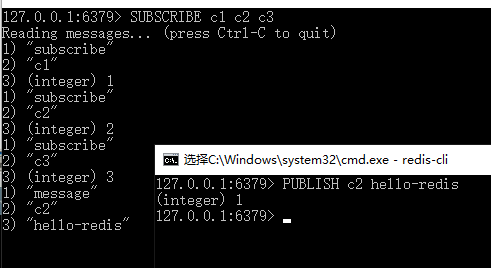 127.0.0.1:6379> SUBSCRIBE c1 c2 c3
Reading messages... (press Ctrl-C to quit)
1) "subscribe"
2) "c1"
3) (integer) 1
1) "subscribe"
2) "c2"
3) (integer) 2
1) "subscribe"
2) "c3"
3) (integer) 3
1) "message"
2) "c2"
3) "hello-redis"
选择C:\Windows\system32\cmd.exe - redis-cli
127.0.0.1:6379> PUBLISH c2 hello-redis
(integer) 1
127.0.0.1:6379>